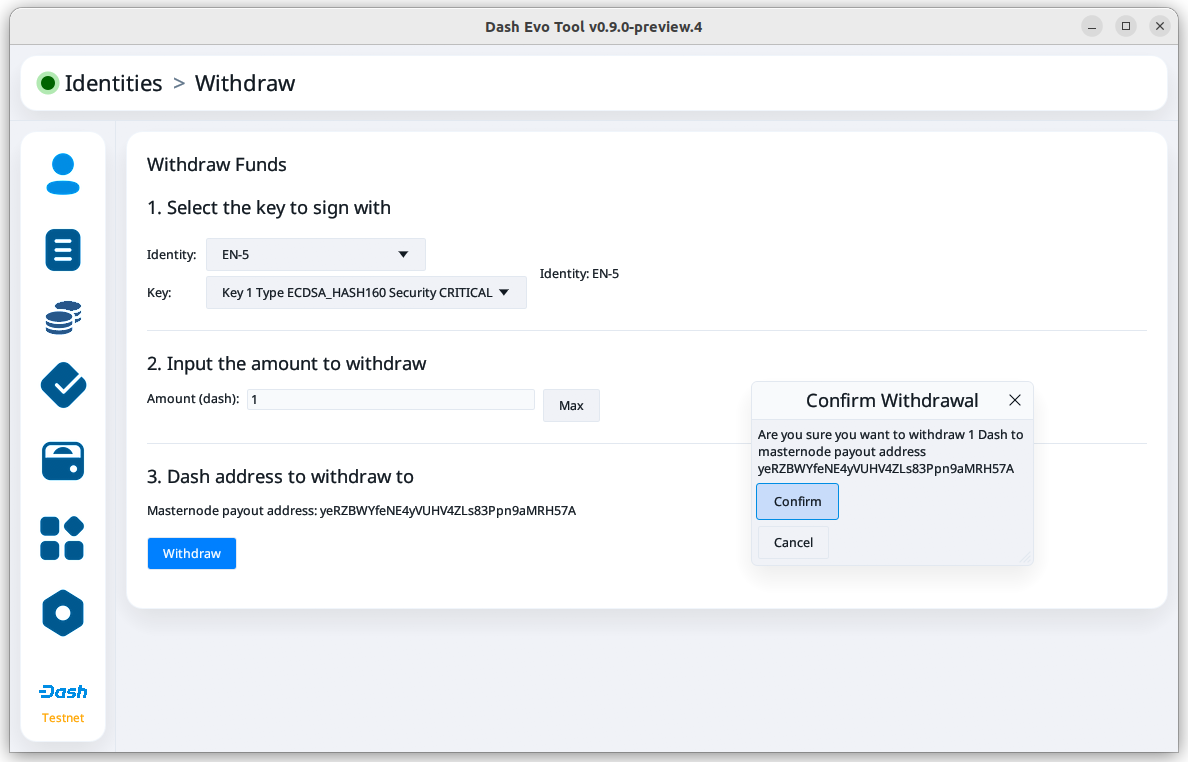 Dash Evo Tool v0.9.0-preview.4
Identities > Withdraw
Withdraw Funds
1. Select the key to sign with
Identity: EN-5
Identity: EN-5
Key: Key 1 Type ECDSA_HASH160 Security CRITICAL
2. Input the amount to withdraw
Amount (dash): 1 Max
3. Dash address to withdraw to
Masternode payout address: yeRZBWYfeNE4yVUHV4ZLs83Ppn9aMRH57A
Withdraw
Confirm Withdrawal
Are you sure you want to withdraw 1 Dash to
masternode payout address
yeRZBWYfeNE4yVUHV4ZLs83Ppn9aMRH57A
Confirm
Cancel
Dash
Testnet